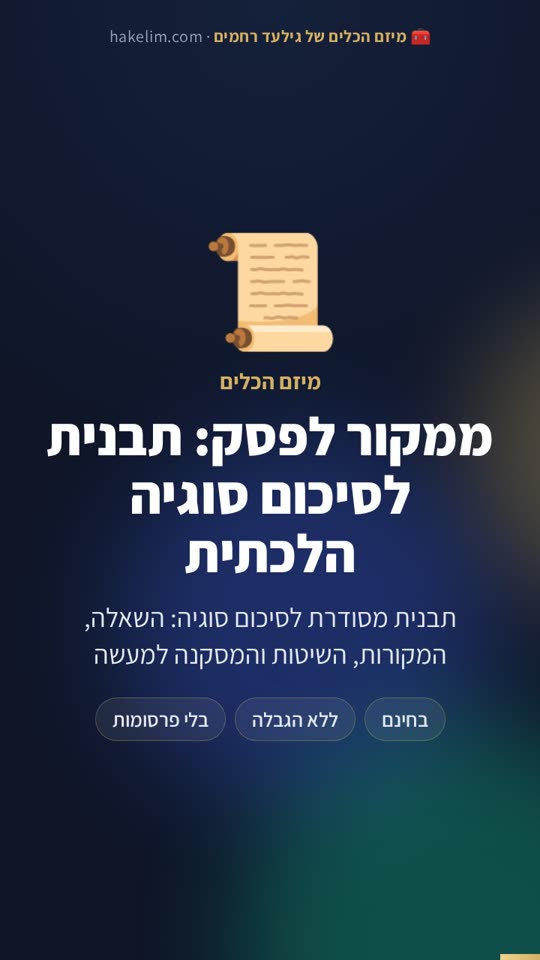 🧰 מיזם הכלים של גילעד רחמים · hakelim.com
מיזם הכלים
ממקור לפסק: תבנית
לסיכום סוגיה
הלכתית
תבנית מסודרת לסיכום סוגיה: השאלה,
המקורות, השיטות והמסקנה למעשה
בחינם
ללא הגבלה
בלי פרסומות